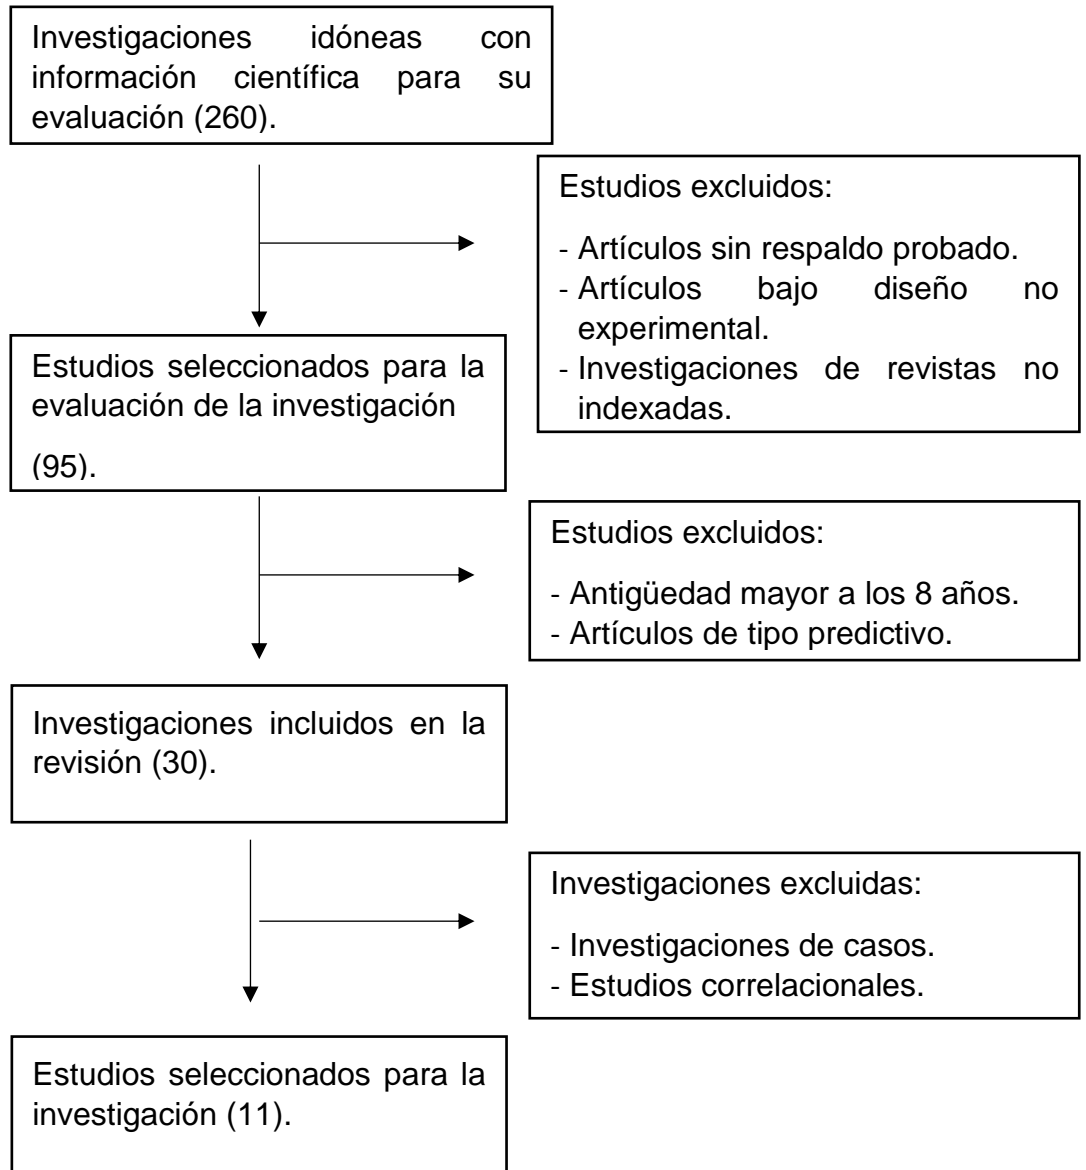 Investigaciones idóneas con
información científica para su
evaluación (260).
Estudios excluidos:
- Artículos sin respaldo probado.
- Artículos bajo diseño no
experimental.
- Investigaciones de revistas no
indexadas.
Estudios seleccionados para la
evaluación de la investigación
(95).
Estudios excluidos:
- Antigüedad mayor a los 8 años.
- Artículos de tipo predictivo.
Investigaciones incluidos en la
revisión (30).
Investigaciones excluidas:
- Investigaciones de casos.
- Estudios correlacionales.
Estudios seleccionados para la
investigación (11).